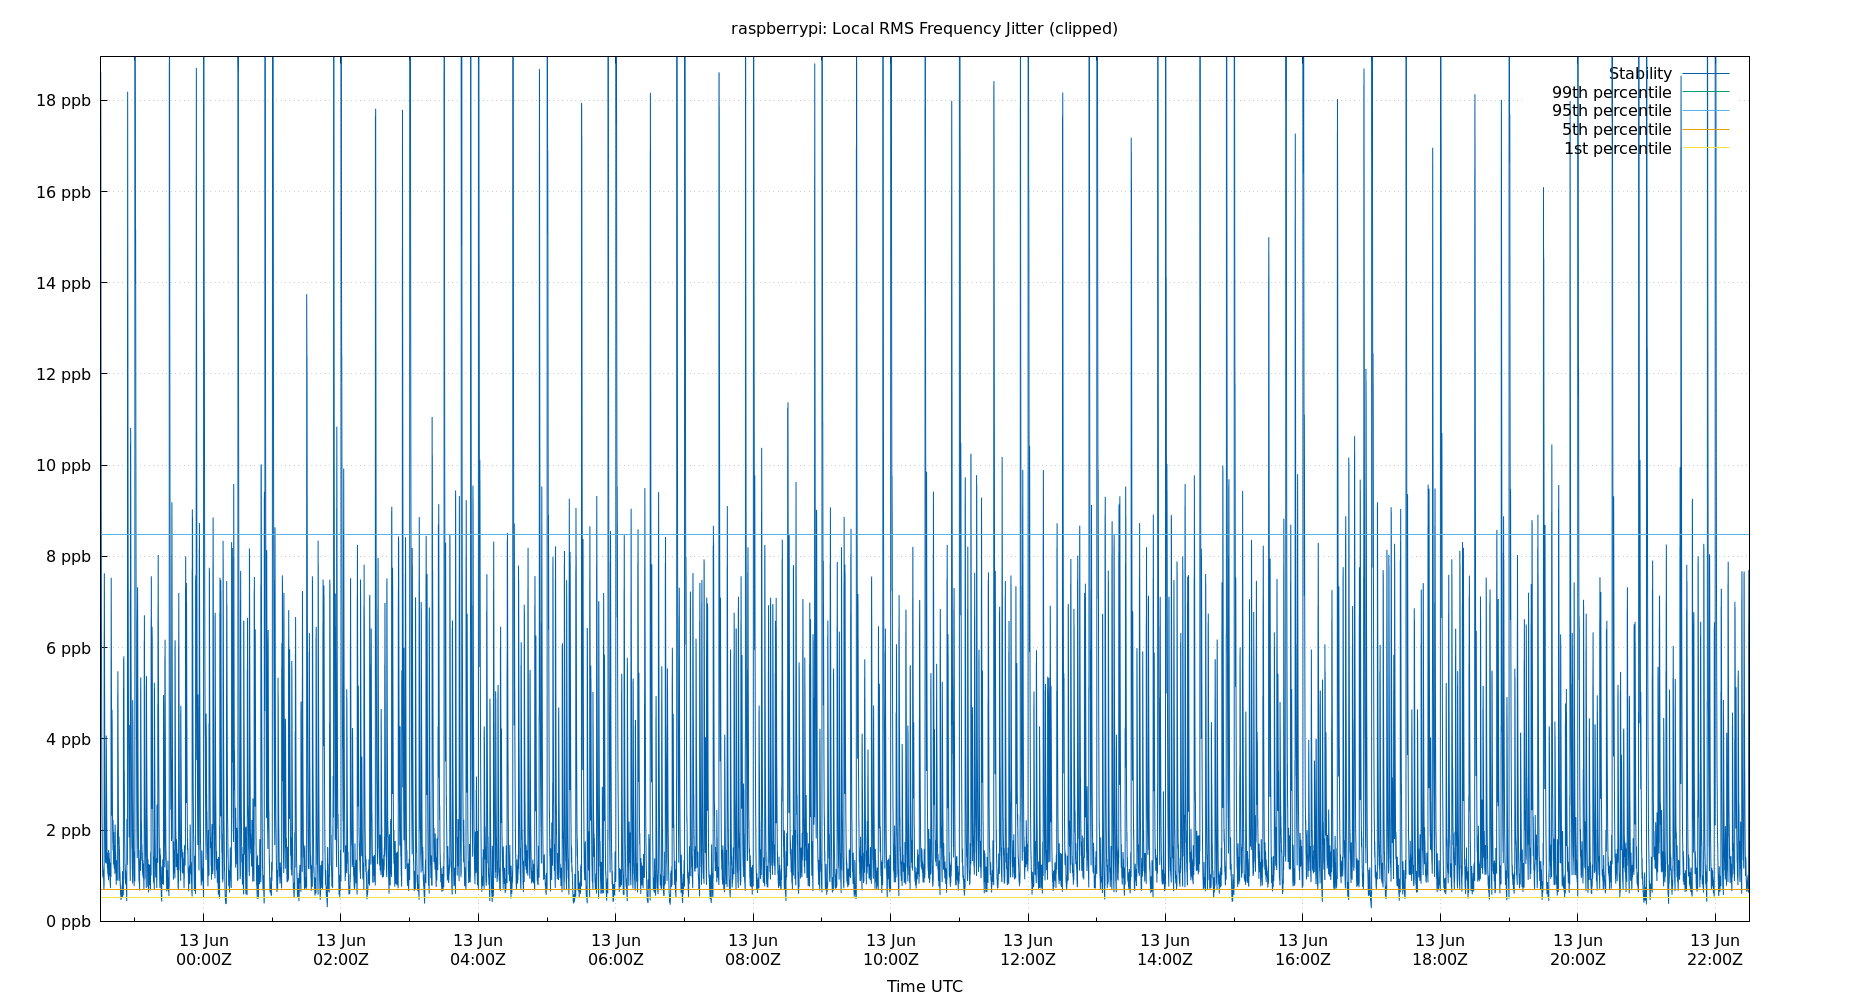 raspberrypi: Local RMS Frequency Jitter (clipped)
Stability
99th percentile
95th percentile
5th percentile
1st percentile
18 ppb
16 ppb
14 ppb
12 ppb
10 ppb
8 ppb
6 ppb
4 ppb
2 ppb
0 ppb
13 Jun 13 Jun 13 Jun 13 Jun 13 Jun 13 Jun 13 Jun 13 Jun 13 Jun 13 Jun 13 Jun 13 Jun
00:00Z 02:00Z 04:00Z 06:00Z 08:00Z 10:00Z 12:00Z 14:00Z 16:00Z 18:00Z 20:00Z 22:00Z
Time UTC